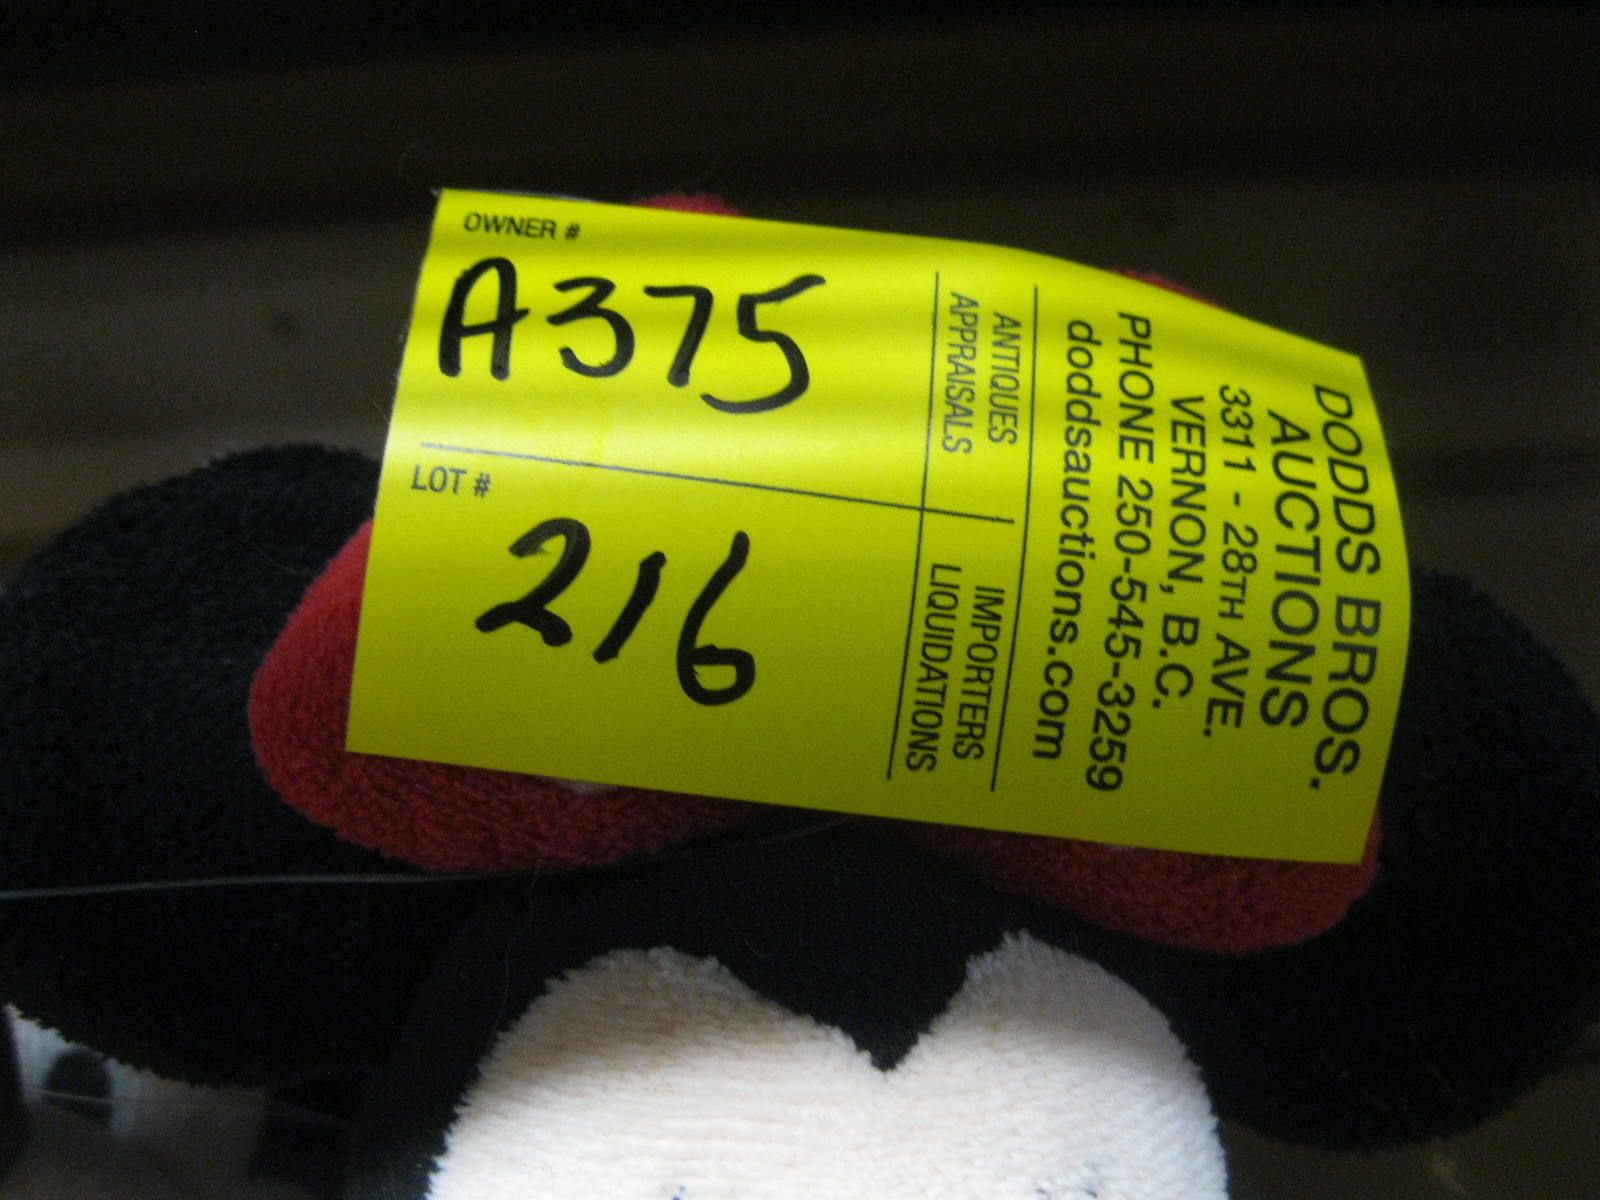 OWNER #
A375
LOT #
216
DODDS BROS.
AUCTIONS
3311 - 28TH AVE.
VERNON, B.C.
PHONE 250-545-3259
doddsauctions.com
ANTIQUES
APPRAISALS
IMPORTERS
LIQUIDATIONS